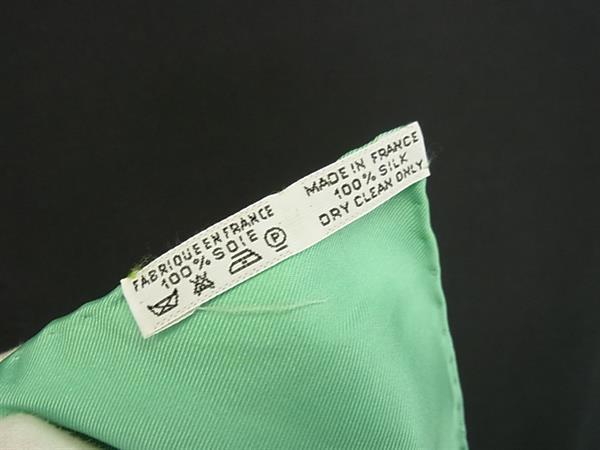 FABRIQUE EN FRANCE
100% SOIE
P
MADE IN FRANCE
100% SILK
DRY CLEAN ONLY